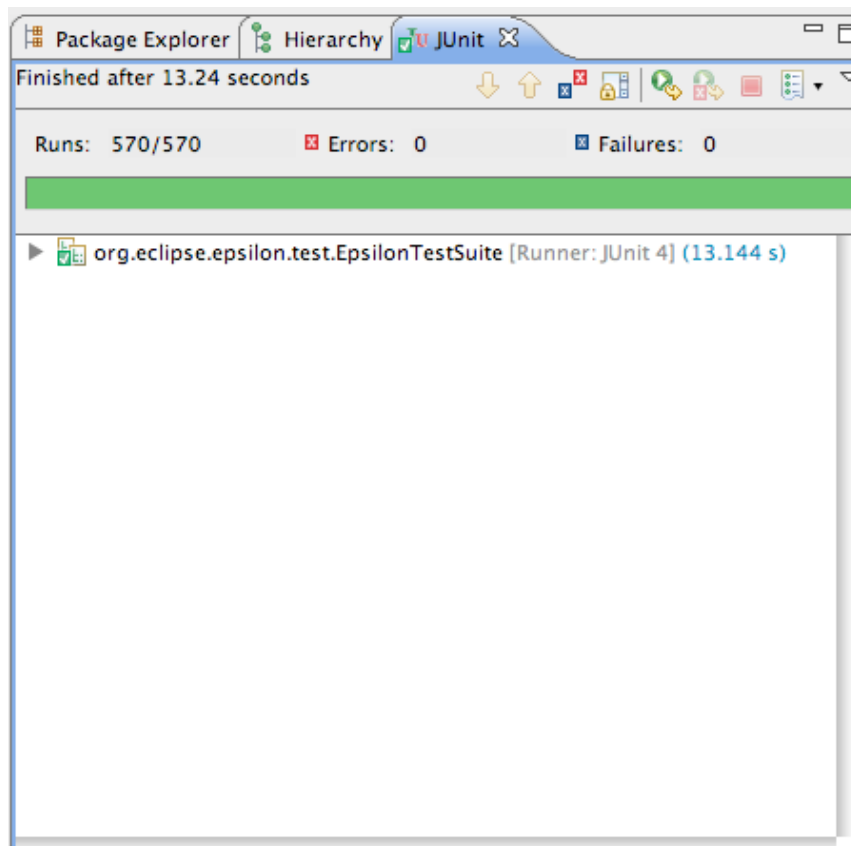 Package Explorer Hierarchy JUnit
Finished after 13.24 seconds
Runs: 570/570 Errors: 0 Failures: 0
org.eclipse.epsilon.test.EpsilonTestSuite [Runner: JUnit 4] (13.144 s)